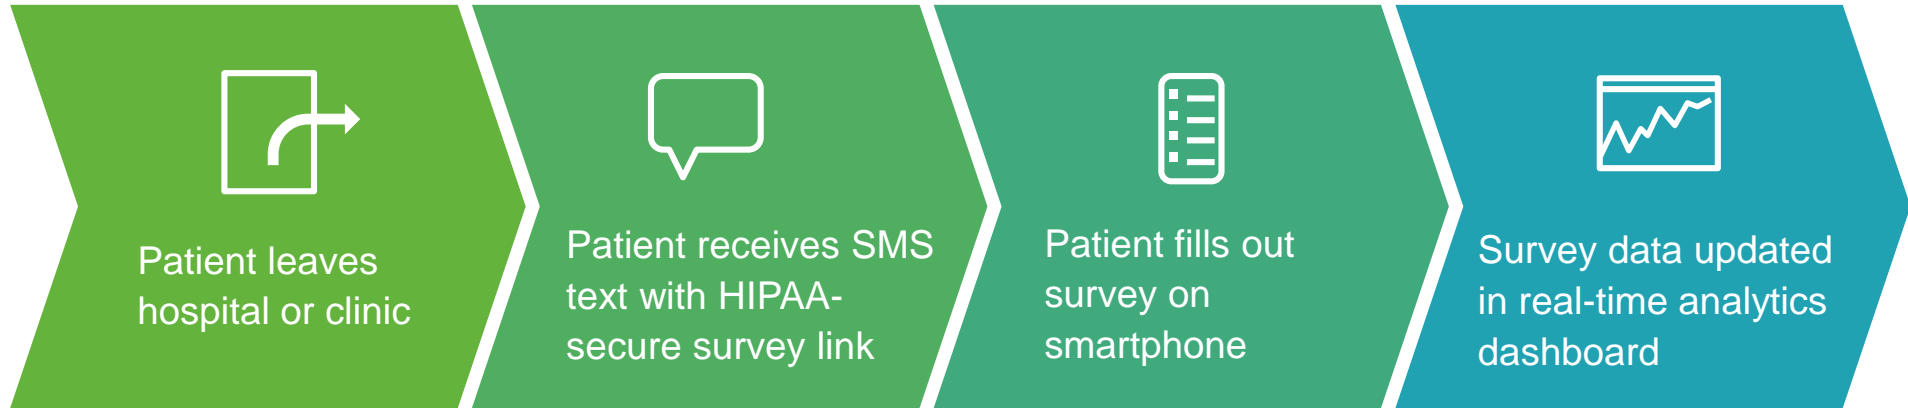 Patient leaves
hospital or clinic
Patient receives SMS
text with HIPAA-
secure survey link
Patient fills out
survey on
smartphone
Survey data updated
in real-time analytics
dashboard